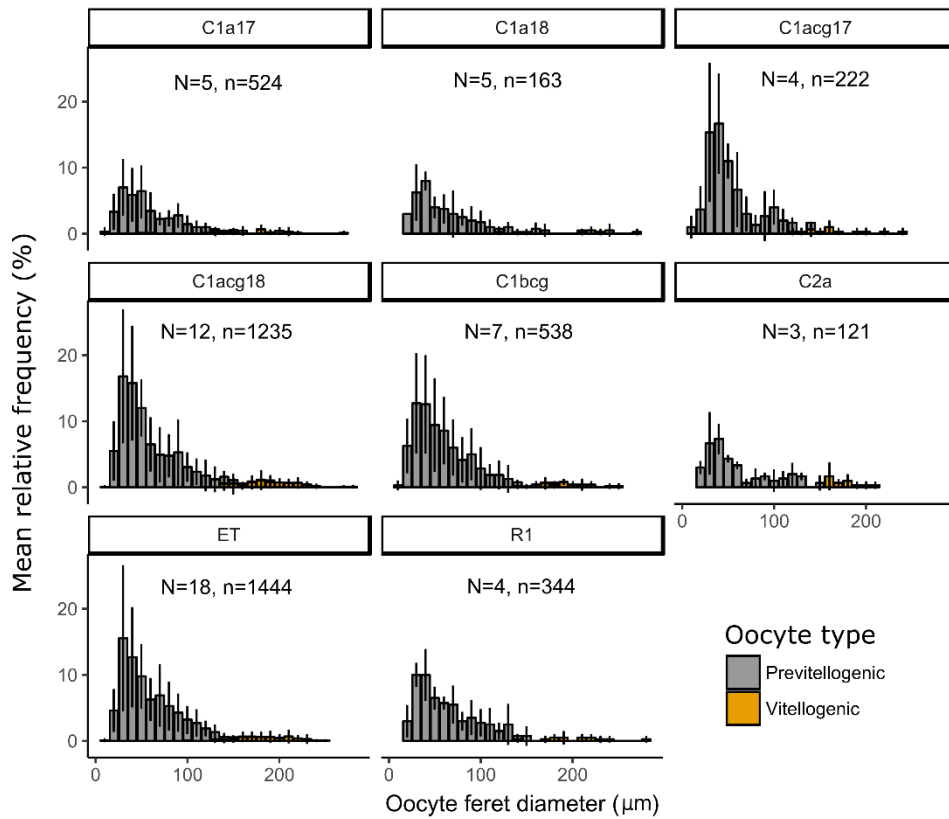 C1a17
C1a18
C1acg17
N=5, n=524
N=5, n=163
N=4, n=222
20
10
0
C1acg18
C1bcg
C2a
N=12, n=1235
N=7, n=538
N=3, n=121
20
10
0
0
100
200
ET
R1
N=18, n=1444
N=4, n=344
20
10
0
0
100
200
0
100
200
Mean relative frequency (%)
Oocyte feret diameter (µm)
Oocyte type
Previtellogenic
Vitellogenic